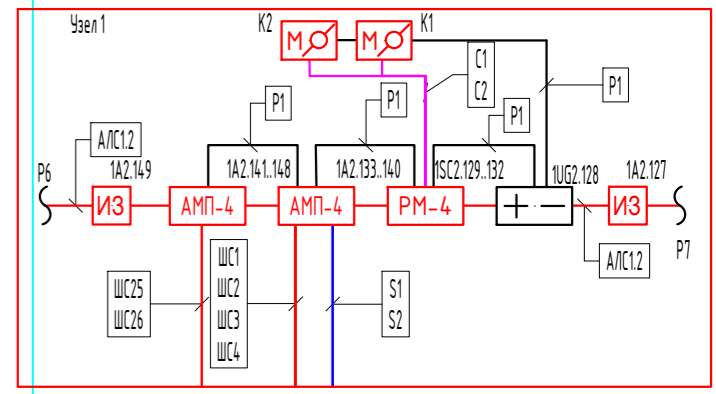 Узел 1
К2
К1
М
М
С1
С2
Р1
Р1
Р1
Р1
АЛС1.2
Р6
1А2.149
1А2.141..148
1А2.133..140
1SC2.129..132
1UG2.128
1А2.127
ИЗ
АМП-4
АМП-4
РМ-4
+ · −
ИЗ
Р7
АЛС1.2
ШС25
ШС26
ШС1
ШС2
ШС3
ШС4
S1
S2